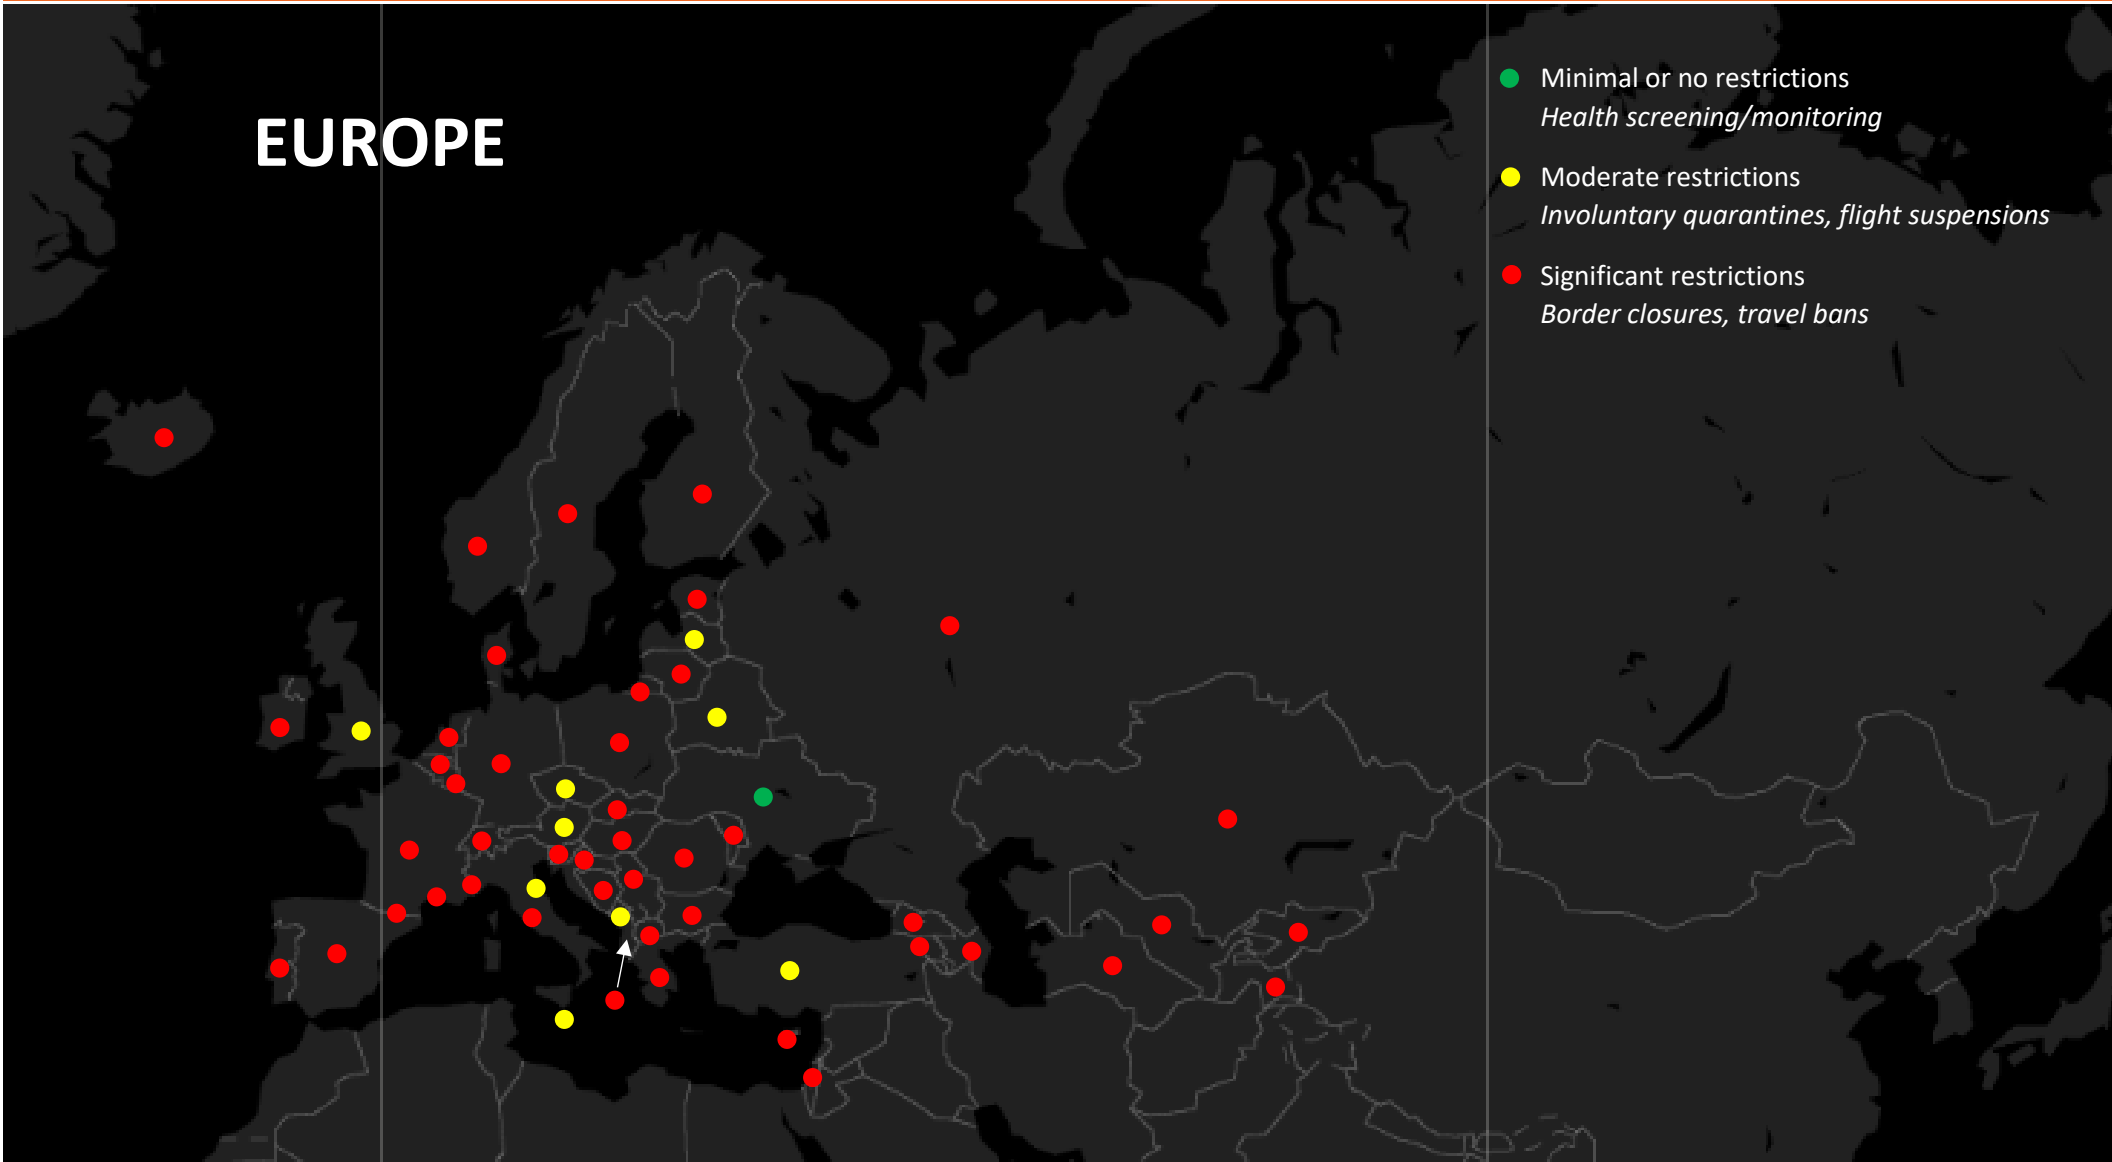 EUROPE
Minimal or no restrictions
Health screening/monitoring
Moderate restrictions
Involuntary quarantines, flight suspensions
Significant restrictions
Border closures, travel bans